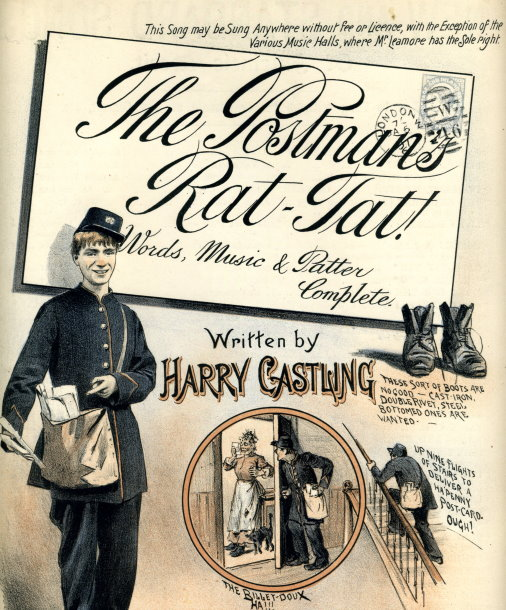 This Song may be Sung Anywhere without Fee or Licence, with the Exception of the
Various Music Halls, where Mr Leamore has the Sole Right.
The Postman's
Rat-Tat!
Words, Music & Patter
Complete.
LONDON
Written by
HARRY CASTLING
THESE SORT OF BOOTS ARE
NO GOOD - CAST-IRON,
DOUBLE RIVET, STEEL
BOTTOMED ONES ARE
WANTED -
UP NINE FLIGHTS
OF STAIRS TO
DELIVER A
HA'PENNY
POST-CARD.
OUGH!
THE BILLET-DOUX
HA!!!